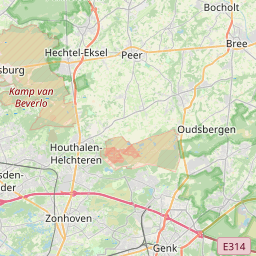 Bocholt
Hechtel-Eksel
Peer
Bree
Kamp van
Beverlo
Oudsbergen
Houthalen-
Helchteren
Zonhoven
E314
Genk